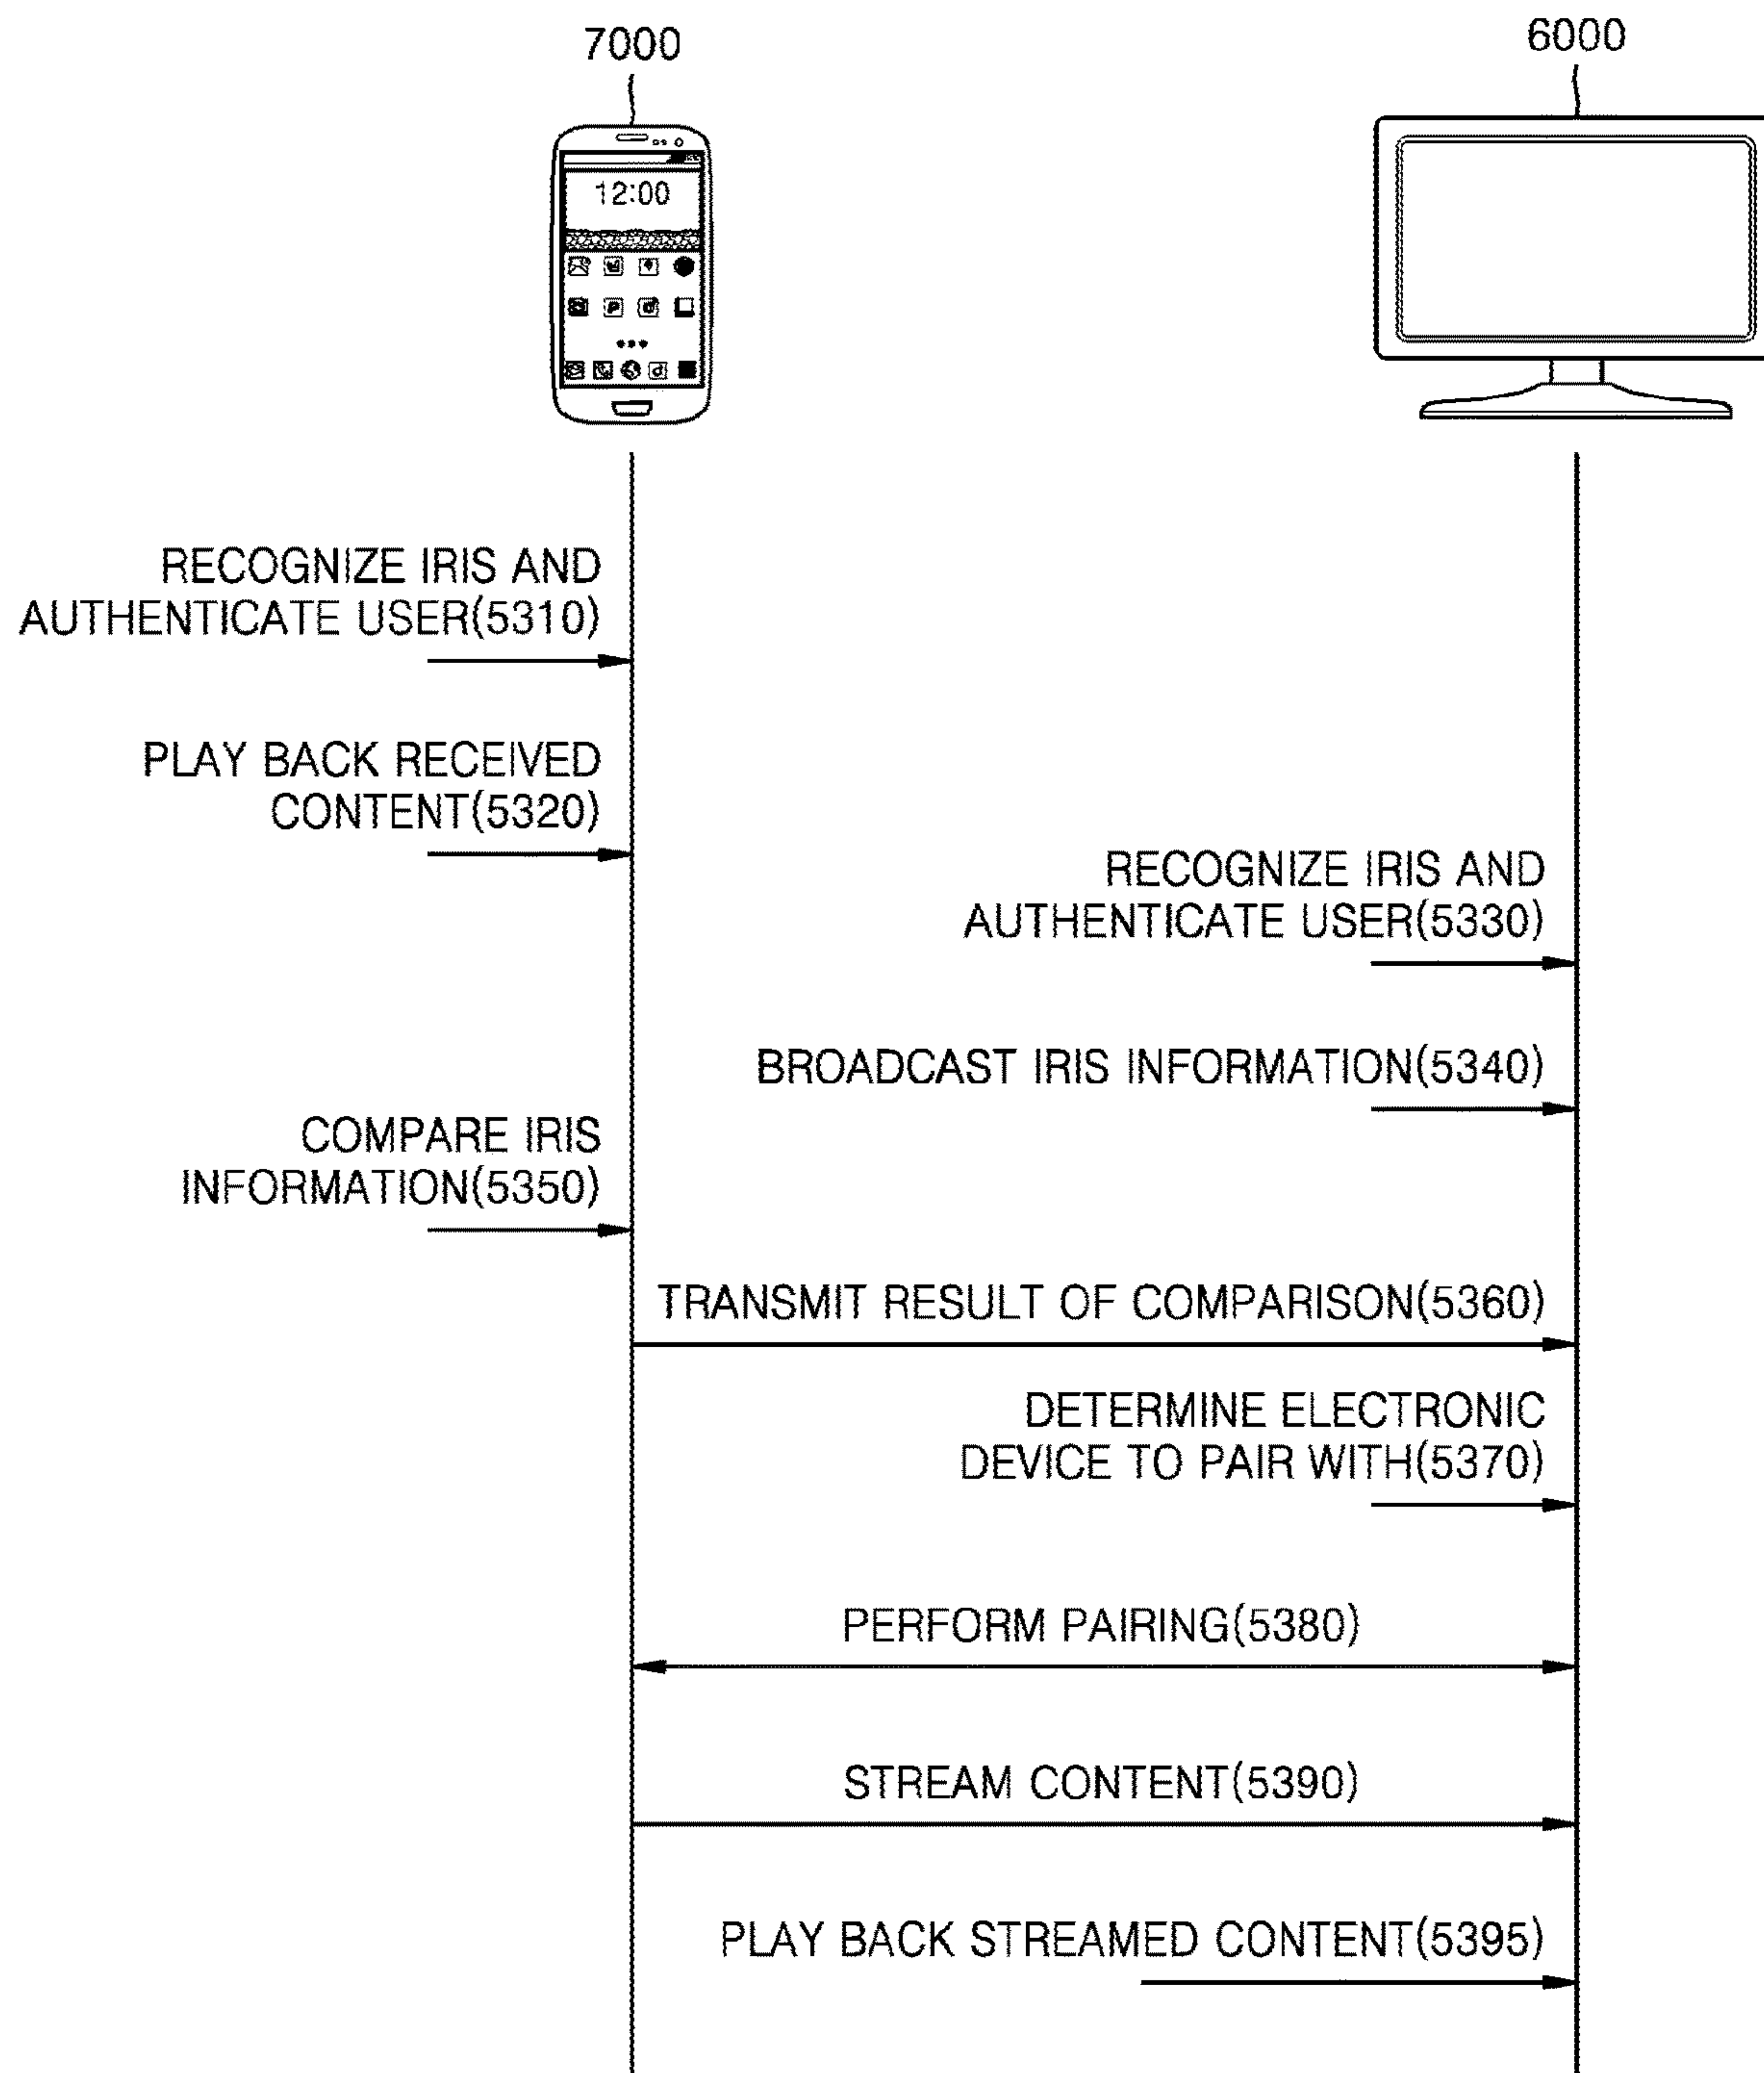 7000
6000
12:00
RECOGNIZE IRIS AND
AUTHENTICATE USER(5310)
PLAY BACK RECEIVED
CONTENT(5320)
RECOGNIZE IRIS AND
AUTHENTICATE USER(5330)
BROADCAST IRIS INFORMATION(5340)
COMPARE IRIS
INFORMATION(5350)
TRANSMIT RESULT OF COMPARISON(5360)
DETERMINE ELECTRONIC
DEVICE TO PAIR WITH(5370)
PERFORM PAIRING(5380)
STREAM CONTENT(5390)
PLAY BACK STREAMED CONTENT(5395)